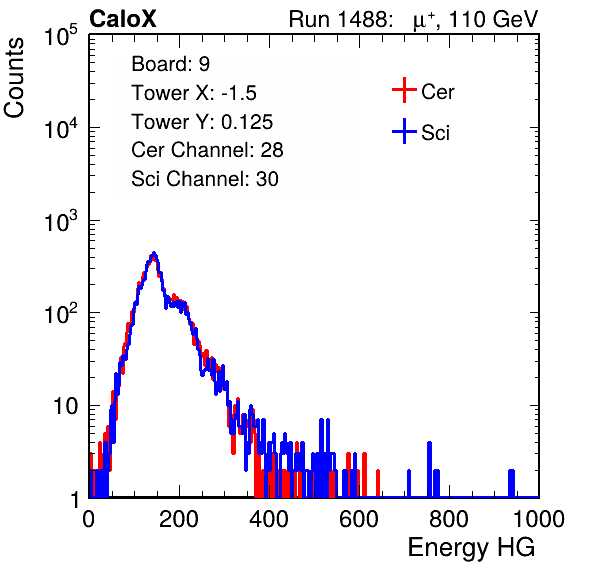 CaloX Run 1488: μ⁺, 110 GeV
Counts
Board: 9
Tower X: -1.5
Tower Y: 0.125
Cer Channel: 28
Sci Channel: 30
Cer
Sci
10⁵
10⁴
10³
10²
10
1
0 200 400 600 800 1000
Energy HG